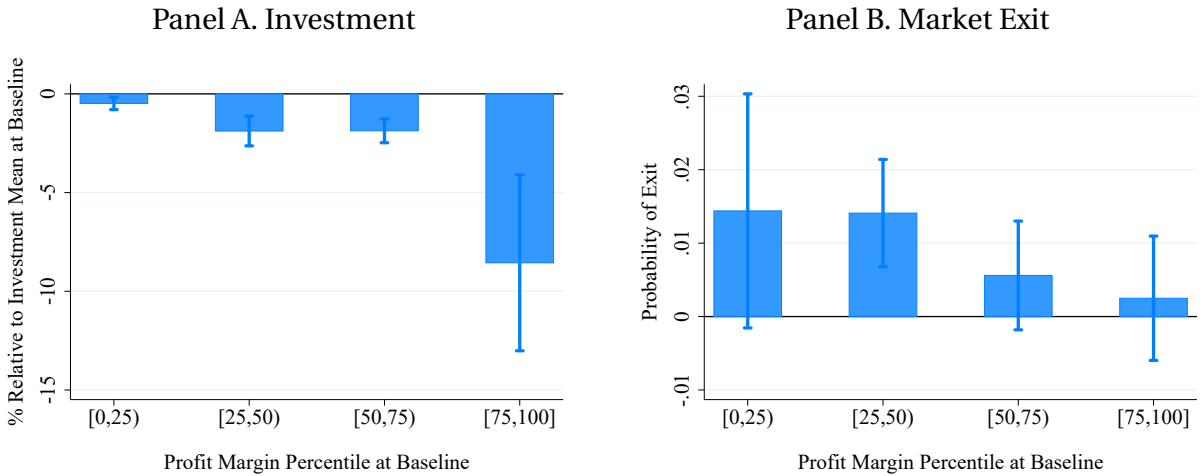 Panel A. Investment
% Relative to Investment Mean at Baseline
0
-5
-10
-15
[0,25)
[25,50)
[50,75)
[75,100]
Profit Margin Percentile at Baseline
Panel B. Market Exit
Probability of Exit
.03
.02
.01
0
-.01
[0,25)
[25,50)
[50,75)
[75,100]
Profit Margin Percentile at Baseline